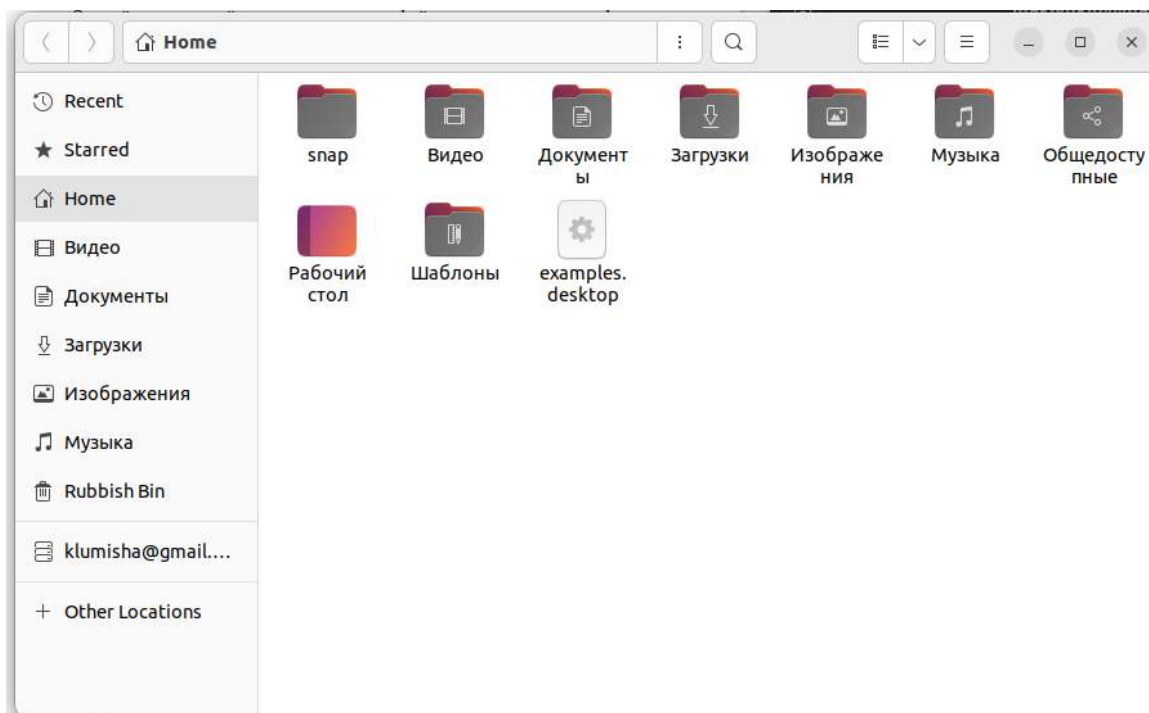 Home
Recent
Starred
Home
Видео
Документы
Загрузки
Изображения
Музыка
Rubbish Bin
klumisha@gmail....
Other Locations
snap
Видео
Документ
ы
Загрузки
Изображе
ния
Музыка
Общедосту
пные
Рабочий
стол
Шаблоны
examples.
desktop